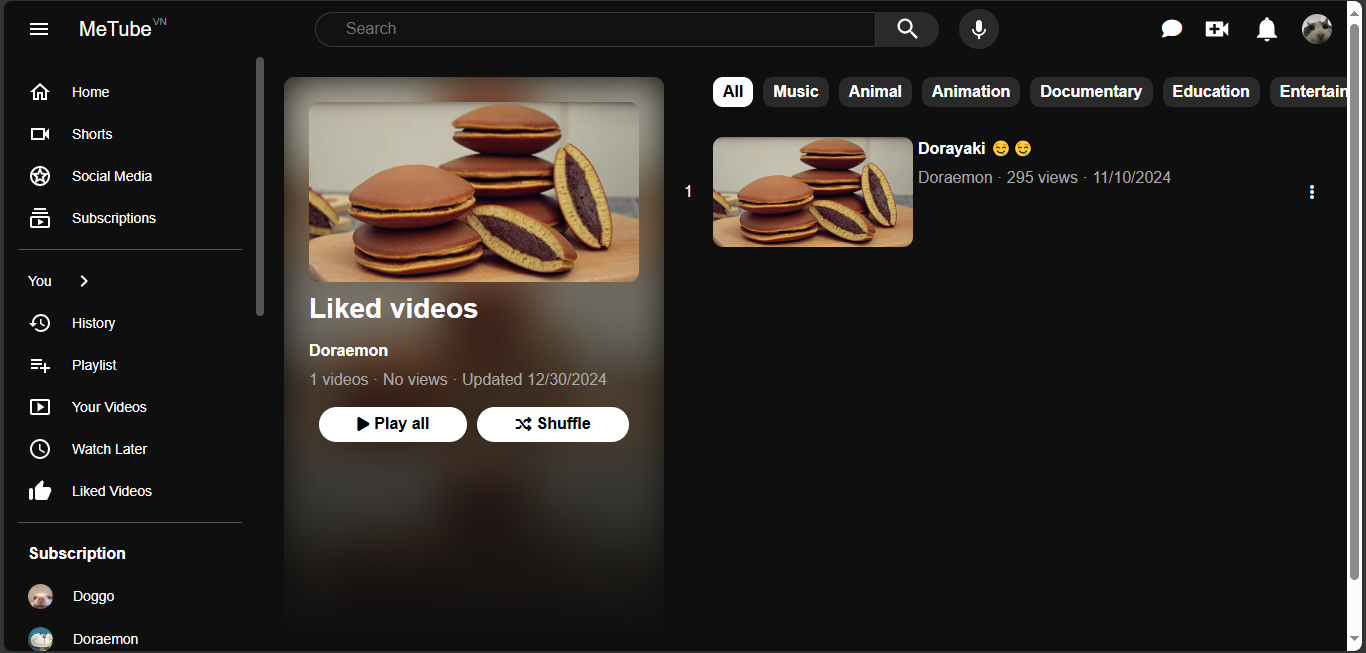 MeTube VN
Search
Home
Shorts
Social Media
Subscriptions
You
History
Playlist
Your Videos
Watch Later
Liked Videos
Subscription
Doggo
Doraemon
Liked videos
Doraemon
1 videos · No views · Updated 12/30/2024
Play all Shuffle
All Music Animal Animation Documentary Education Entertain
1
Dorayaki 😊 😊
Doraemon · 295 views · 11/10/2024